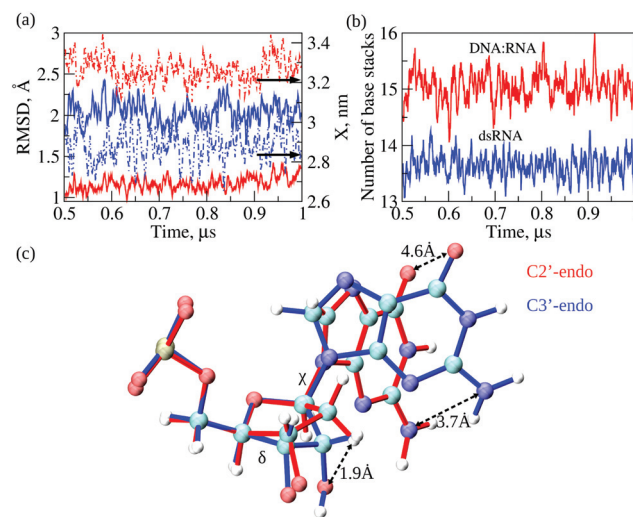 (a)
3
2.5
2
1.5
1
RMSD, Å
3.4
3.2
3
2.8
2.6
X, nm
0.5 0.6 0.7 0.8 0.9 1
Time, μs
(b)
16
15
14
13
Number of base stacks
DNA:RNA
dsRNA
0.5 0.6 0.7 0.8 0.9 1
Time, μs
(c)
4.6Å
C2’-endo
C3’-endo
χ
3.7Å
δ
1.9Å